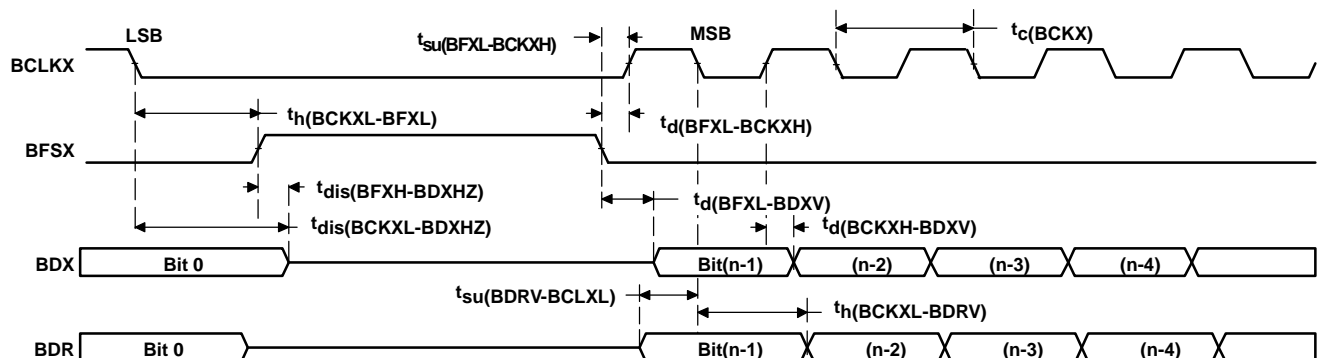 LSB
MSB
tsu(BFXL-BCKXH)
tc(BCKX)
BCLKX
th(BCKXL-BFXL)
td(BFXL-BCKXH)
BFSX
tdis(BFXH-BDXHZ)
td(BFXL-BDXV)
tdis(BCKXL-BDXHZ)
td(BCKXH-BDXV)
BDX Bit 0 Bit(n-1) (n-2) (n-3) (n-4)
tsu(BDRV-BCLXL)
th(BCKXL-BDRV)
BDR Bit 0 Bit(n-1) (n-2) (n-3) (n-4)